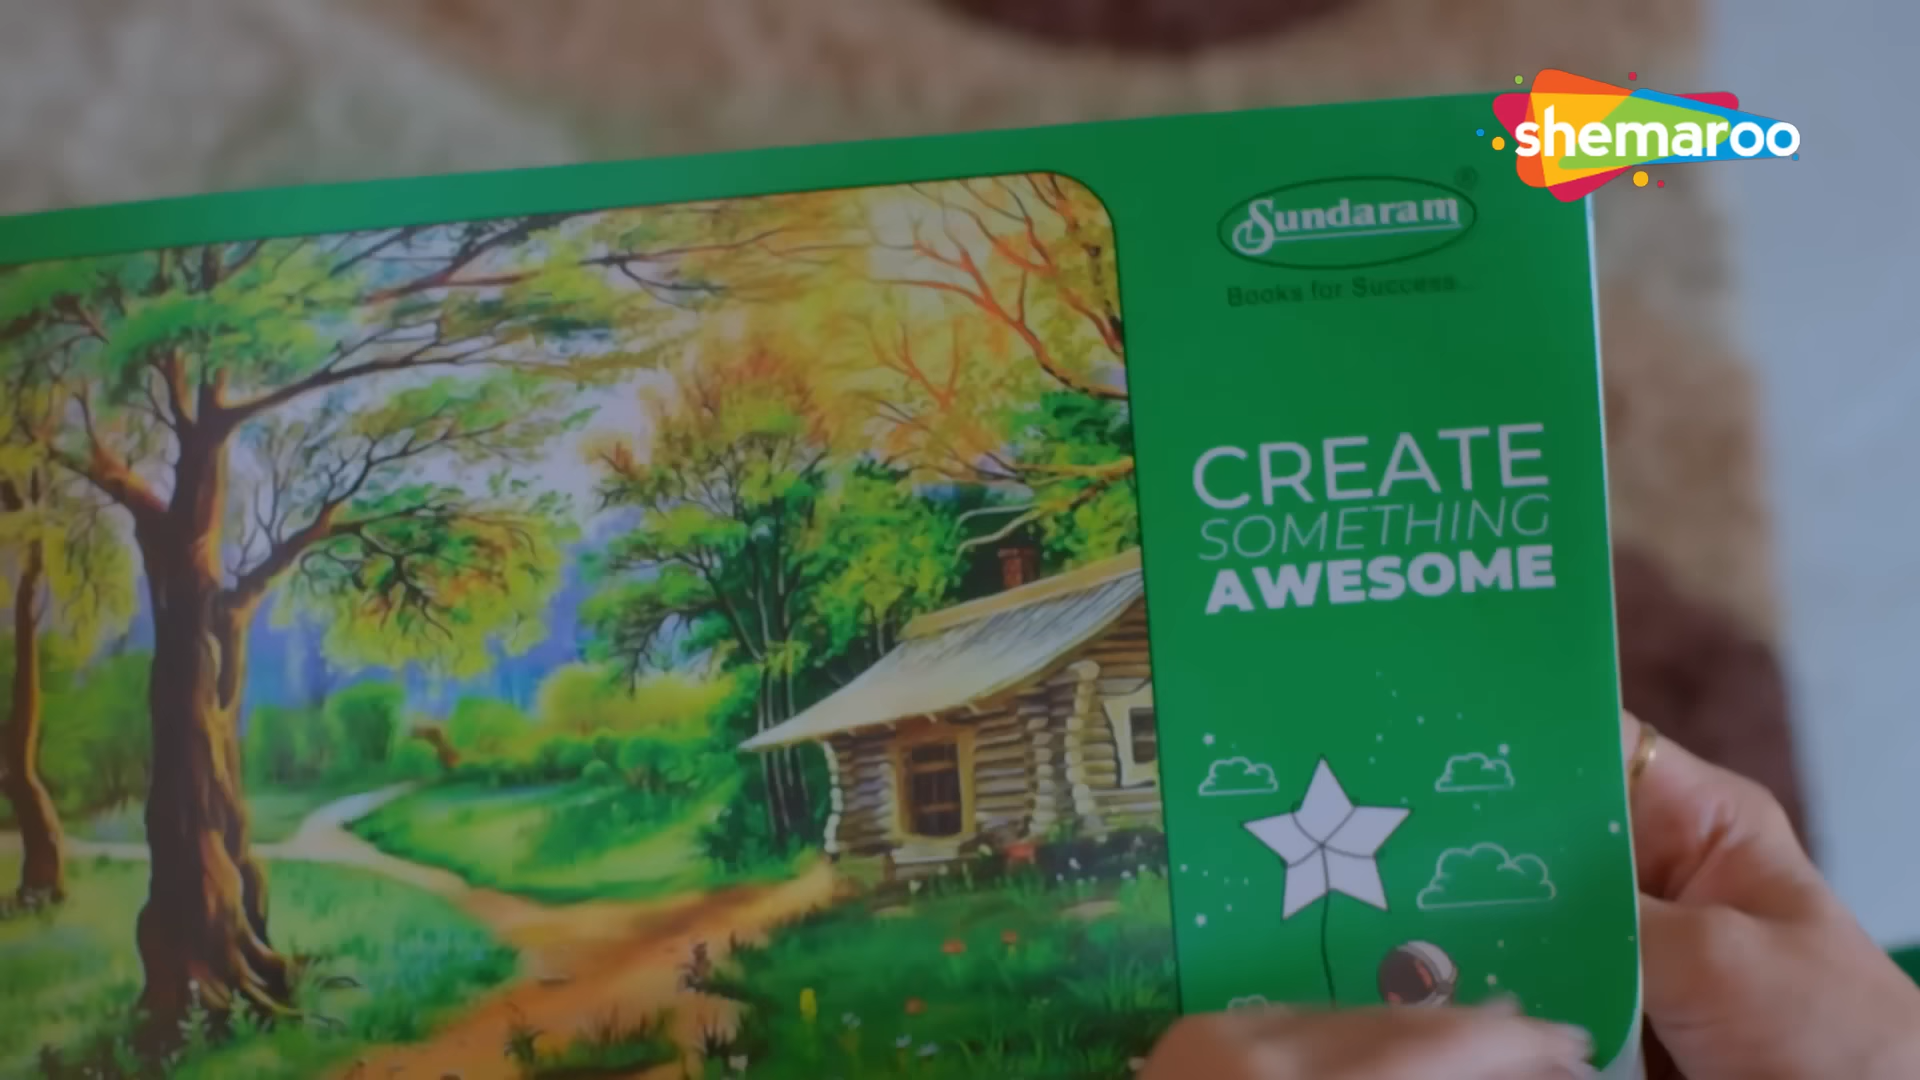 shemaroo
Sundaram®
Books for Success...
CREATE
SOMETHING
AWESOME